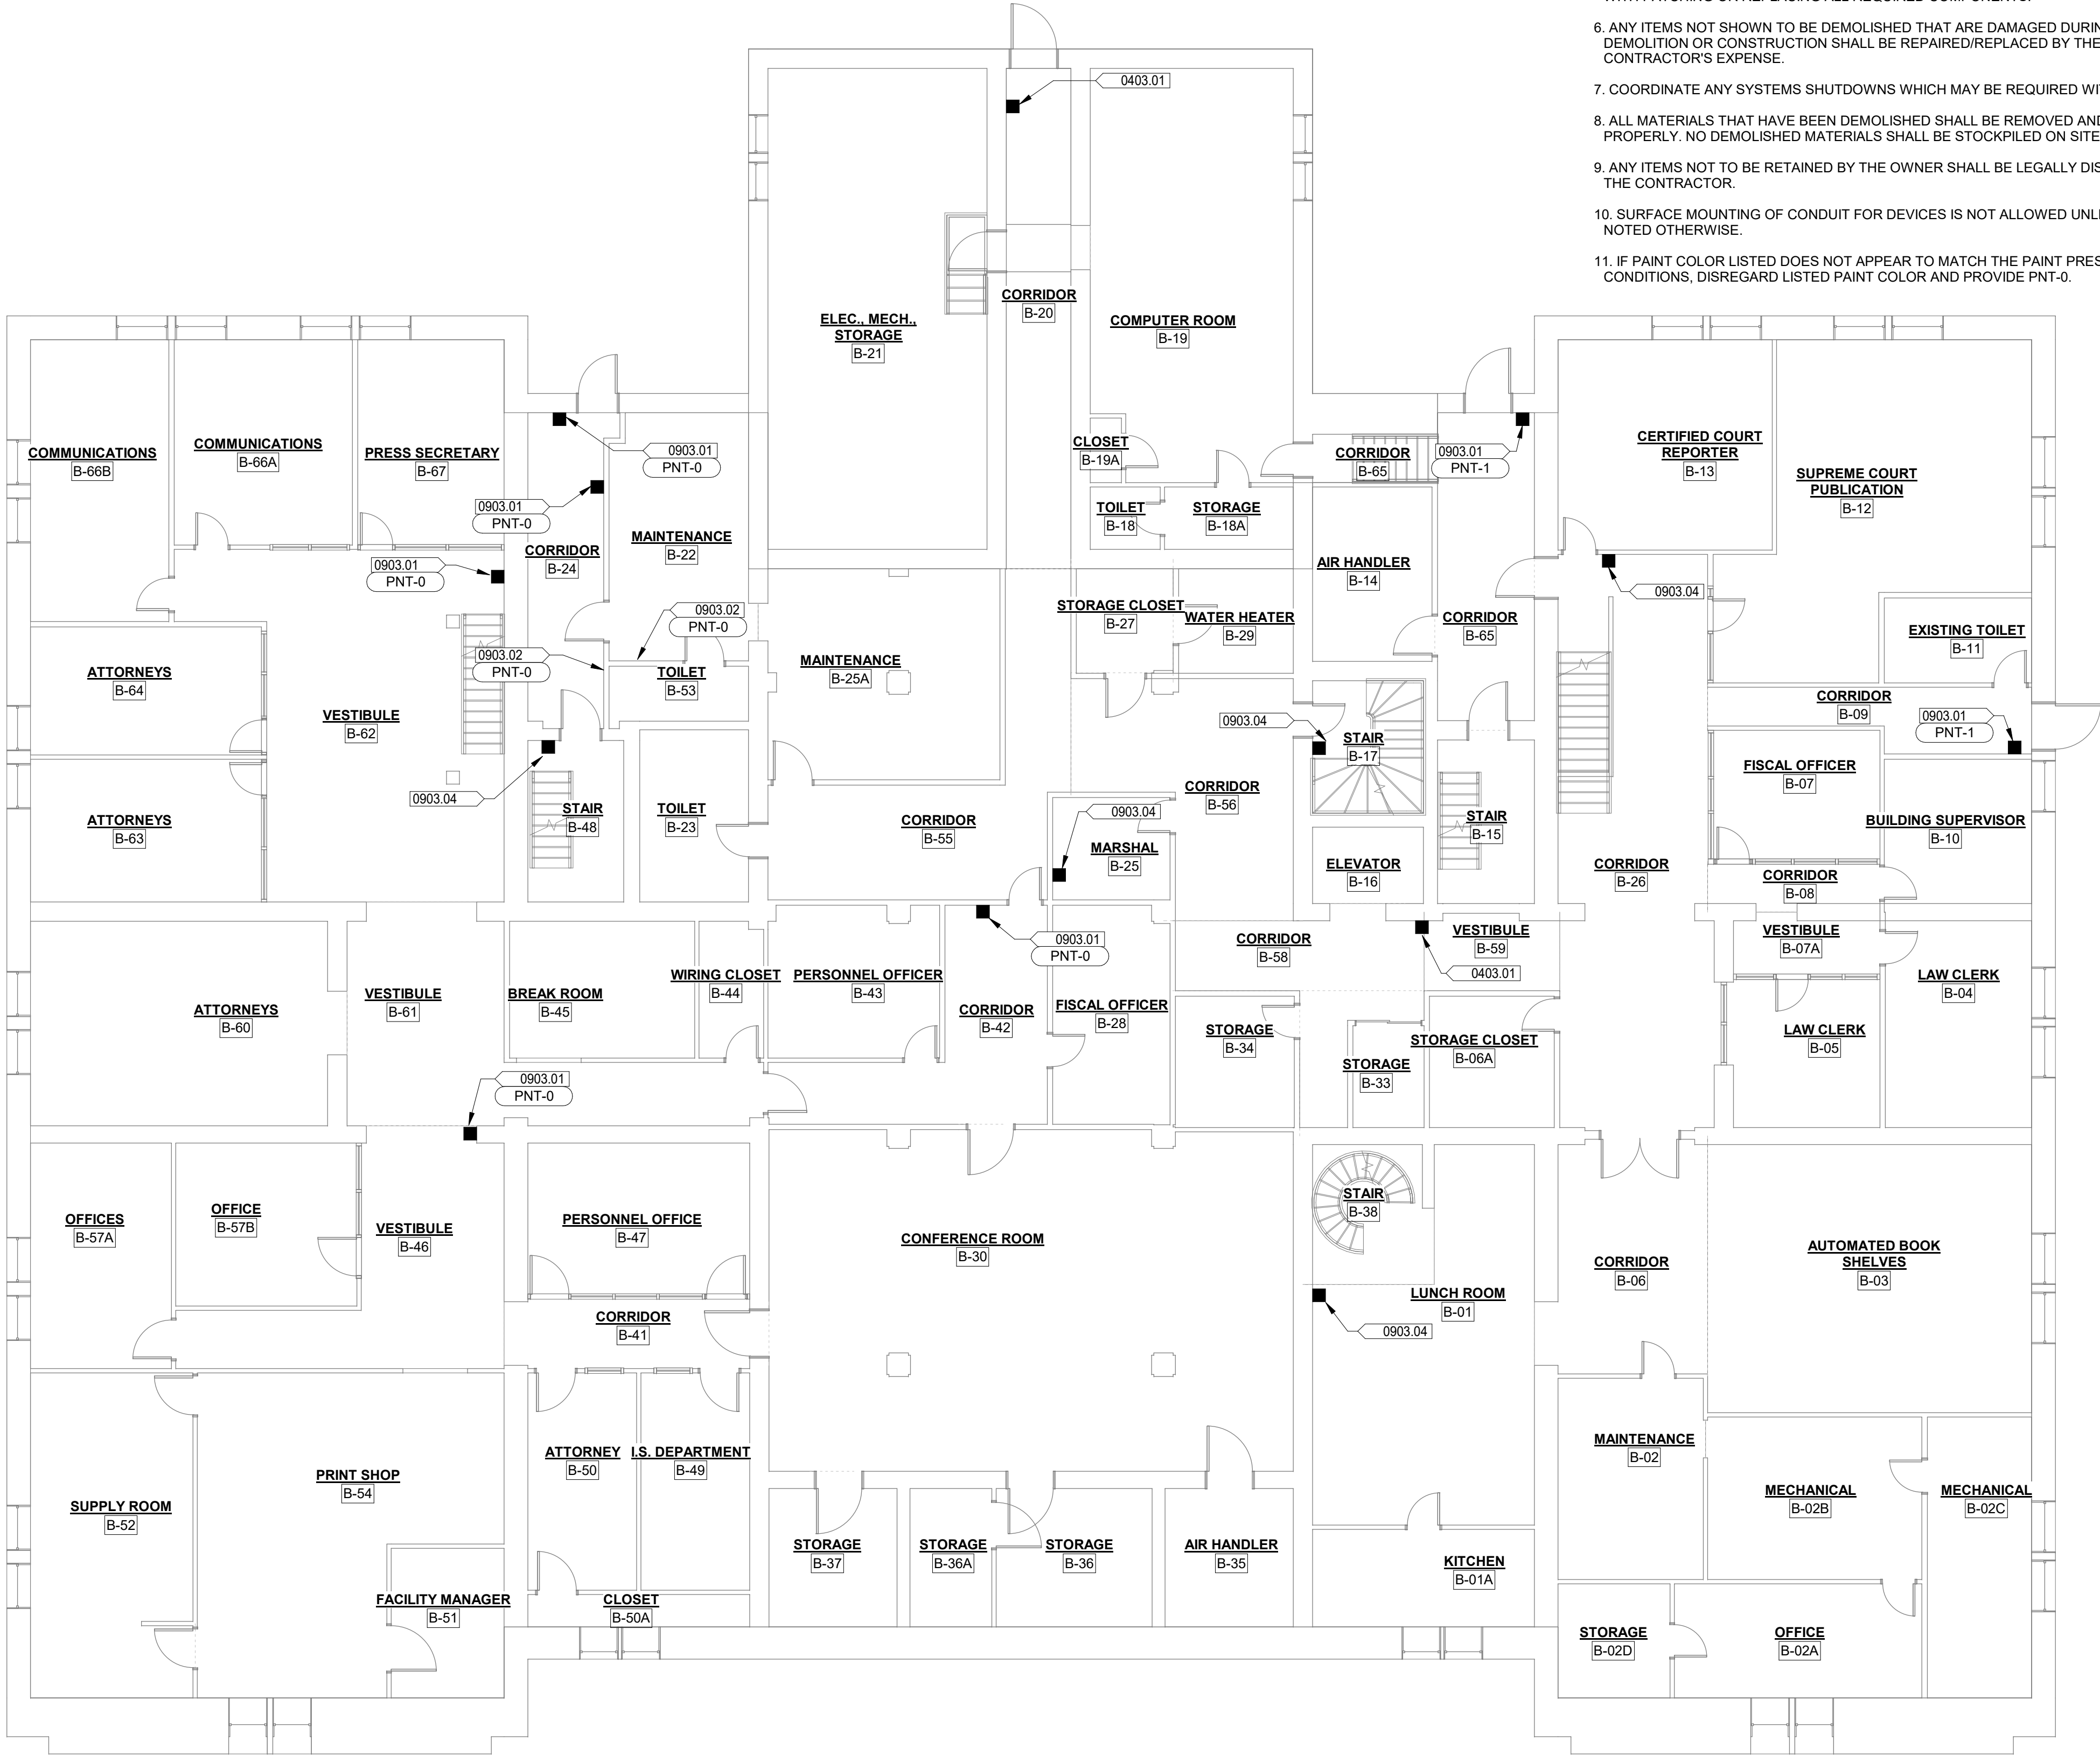 6. ANY ITEMS NOT SHOWN TO BE DEMOLISHED THAT ARE DAMAGED
DEMOLITION OR CONSTRUCTION SHALL BE REPAIRED/REPLACED BY THE
CONTRACTOR'S EXPENSE.
7. COORDINATE ANY SYSTEMS SHUTDOWNS WHICH MAY BE REQUIRED
8. ALL MATERIALS THAT HAVE BEEN DEMOLISHED SHALL BE REMOVED
PROPERLY. NO DEMOLISHED MATERIALS SHALL BE STOCKPILED ON SITE
9. ANY ITEMS NOT TO BE RETAINED BY THE OWNER SHALL BE LEGALLY
THE CONTRACTOR.
10. SURFACE MOUNTING OF CONDUIT FOR DEVICES IS NOT ALLOWED
NOTED OTHERWISE.
11. IF PAINT COLOR LISTED DOES NOT APPEAR TO MATCH THE PAINT
CONDITIONS, DISREGARD LISTED PAINT COLOR AND PROVIDE PNT-0.
0403.01
CORRIDOR
B-20
ELEC., MECH.,
STORAGE
B-21
COMPUTER ROOM
B-19
COMMUNICATIONS
B-66B
COMMUNICATIONS
B-66A
PRESS SECRETARY
B-67
0903.01
PNT-0
0903.01
PNT-0
0903.01
PNT-0
CORRIDOR
B-24
MAINTENANCE
B-22
CLOSET
B-19A
CORRIDOR
B-65
0903.01
PNT-1
CERTIFIED COURT
REPORTER
B-13
SUPREME COURT
PUBLICATION
B-12
TOILET
B-18
STORAGE
B-18A
AIR HANDLER
B-14
0903.04
STORAGE CLOSET
B-27
WATER HEATER
B-29
CORRIDOR
B-65
EXISTING TOILET
B-11
0903.02
PNT-0
0903.02
PNT-0
ATTORNEYS
B-64
TOILET
B-53
MAINTENANCE
B-25A
VESTIBULE
B-62
0903.04
STAIR
B-17
CORRIDOR
B-09
0903.01
PNT-1
FISCAL OFFICER
B-07
0903.04
ATTORNEYS
B-63
STAIR
B-48
TOILET
B-23
CORRIDOR
B-55
0903.04
CORRIDOR
B-56
STAIR
B-15
BUILDING SUPERVISOR
B-10
MARSHAL
B-25
ELEVATOR
B-16
CORRIDOR
B-26
CORRIDOR
B-08
0903.01
PNT-0
CORRIDOR
B-58
VESTIBULE
B-59
VESTIBULE
B-07A
0403.01
ATTORNEYS
B-60
VESTIBULE
B-61
BREAK ROOM
B-45
WIRING CLOSET
B-44
PERSONNEL OFFICER
B-43
CORRIDOR
B-42
FISCAL OFFICER
B-28
LAW CLERK
B-04
STORAGE
B-34
STORAGE CLOSET
B-06A
LAW CLERK
B-05
STORAGE
B-33
0903.01
PNT-0
OFFICES
B-57A
OFFICE
B-57B
VESTIBULE
B-46
PERSONNEL OFFICE
B-47
CONFERENCE ROOM
B-30
STAIR
B-38
AUTOMATED BOOK
SHELVES
B-03
CORRIDOR
B-06
LUNCH ROOM
B-01
CORRIDOR
B-41
0903.04
ATTORNEY
B-50
I.S. DEPARTMENT
B-49
MAINTENANCE
B-02
PRINT SHOP
B-54
SUPPLY ROOM
B-52
MECHANICAL
B-02B
MECHANICAL
B-02C
STORAGE
B-37
STORAGE
B-36A
STORAGE
B-36
AIR HANDLER
B-35
KITCHEN
B-01A
FACILITY MANAGER
B-51
CLOSET
B-50A
STORAGE
B-02D
OFFICE
B-02A